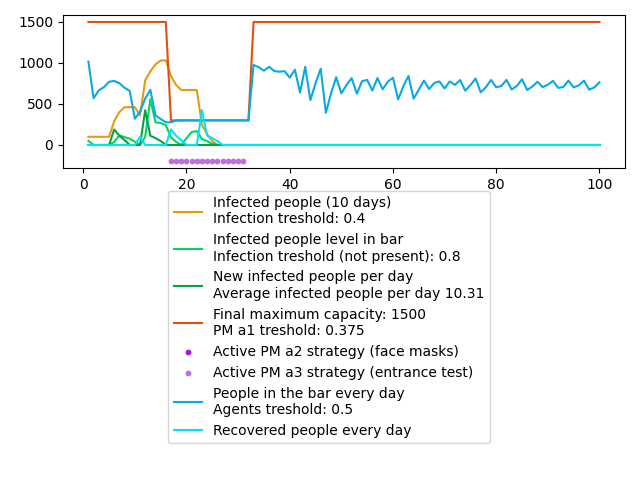 1500
1000
500
0
0 20 40 60 80 100
Infected people (10 days)
Infection treshold: 0.4
Infected people level in bar
Infection treshold (not present): 0.8
New infected people per day
Average infected people per day 10.31
Final maximum capacity: 1500
PM a1 treshold: 0.375
Active PM a2 strategy (face masks)
Active PM a3 strategy (entrance test)
People in the bar every day
Agents treshold: 0.5
Recovered people every day